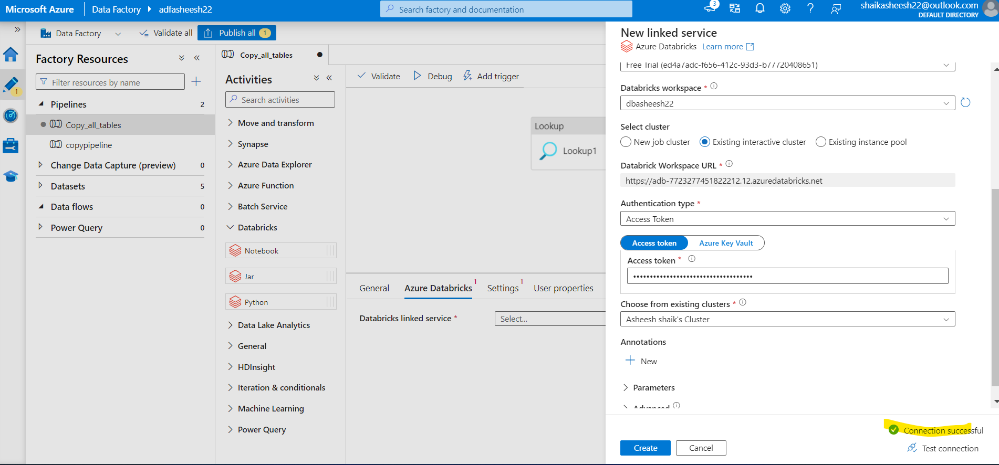 Microsoft Azure
Data Factory
adfasheesh22
Search factory and documentation
3
shaikasheesh22@outlook.com
DEFAULT DIRECTORY
Data Factory
Validate all
Publish all
1
1
Factory Resources
Filter resources by name
Pipelines
2
Copy_all_tables
copypipeline
Change Data Capture (preview)
0
Datasets
5
Data flows
0
Power Query
0
Copy_all_tables
Activities
Search activities
Move and transform
Synapse
Azure Data Explorer
Azure Function
Batch Service
Databricks
Notebook
Jar
Python
Data Lake Analytics
General
HDInsight
Iteration & conditionals
Machine Learning
Power Query
Validate
Debug
Add trigger
Lookup
Lookup1
General
Azure Databricks
1
Settings
1
User properties
Databricks linked service *
Select...
New linked service
Azure Databricks
Learn more
Free Trial (ed4a7adc-f656-412c-93d3-b77720408651)
Databricks workspace *
dbasheesh22
Select cluster
New job cluster
Existing interactive cluster
Existing instance pool
Databrick Workspace URL *
https://adb-7723277451822212.12.azuredatabricks.net
Authentication type *
Access Token
Access token
Azure Key Vault
Access token *
••••••••••••••••••••••••••••••••••••
Choose from existing clusters *
Asheesh shaik's Cluster
Annotations
New
Parameters
Advanced
Connection successful
Create
Cancel
Test connection